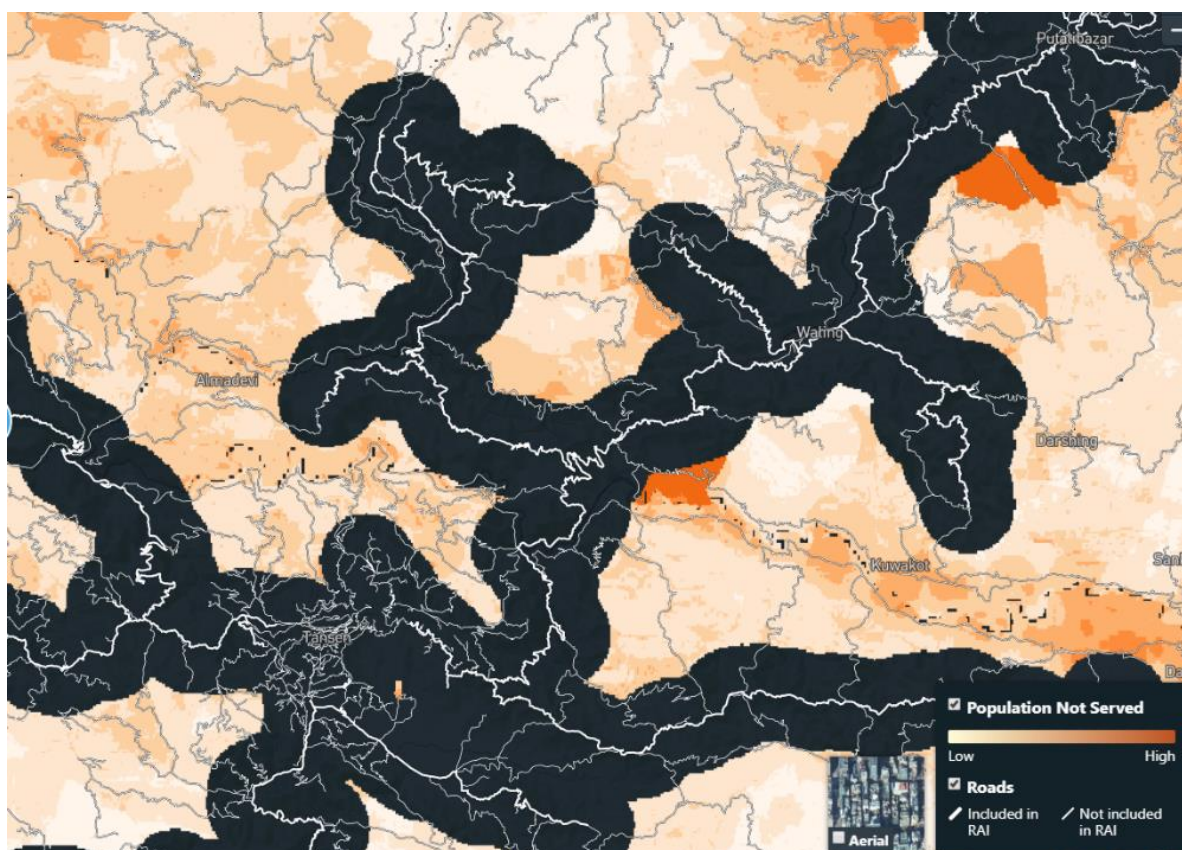 Putalibazar
Waling
Almadevi
Darshing
Kuwakot
Tansen
Population Not Served
Low High
Roads
Included in RAI
Not included in RAI
Aerial